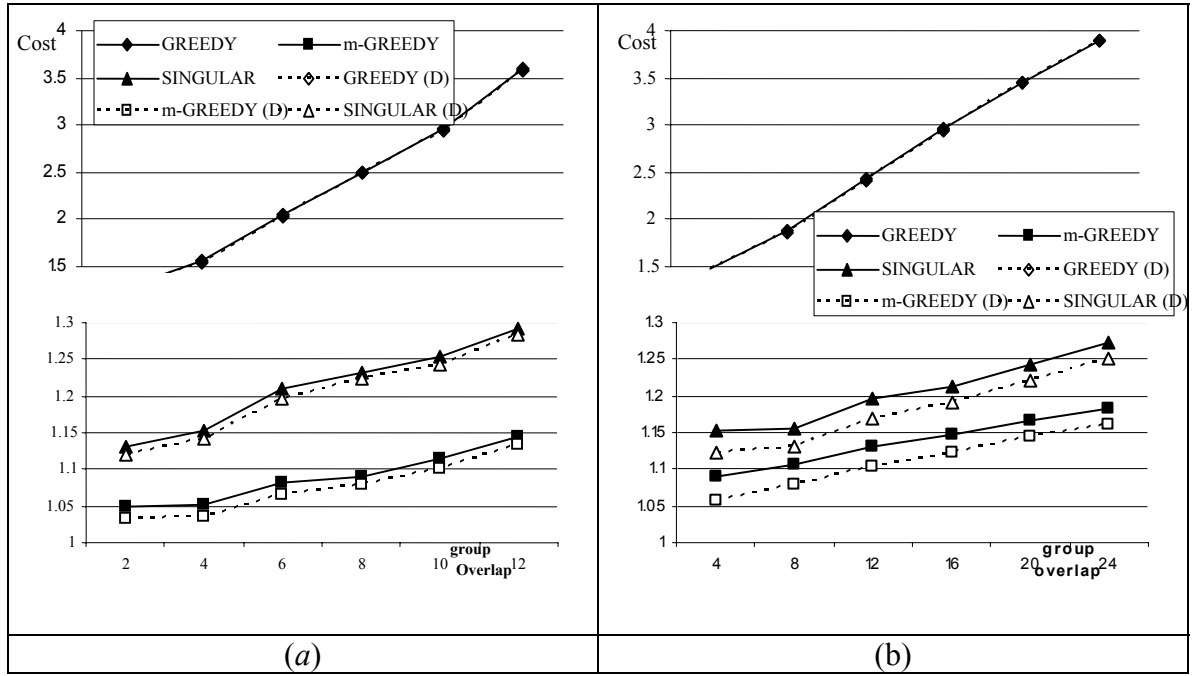 4
Cost
GREEDY m-GREEDY
3.5
SINGULAR GREEDY (D)
m-GREEDY (D) SINGULAR (D)
3
2.5
2
15
1.3
1.25
1.2
1.15
1.1
1.05
1
2 4 6 8 10 12
group
Overlap
(a)
4
Cost
3.5
3
2.5
2
GREEDY m-GREEDY
1.5
SINGULAR GREEDY (D)
m-GREEDY (D) SINGULAR (D)
1.3
1.25
1.2
1.15
1.1
1.05
1
4 8 12 16 20 24
group
overlap
(b)